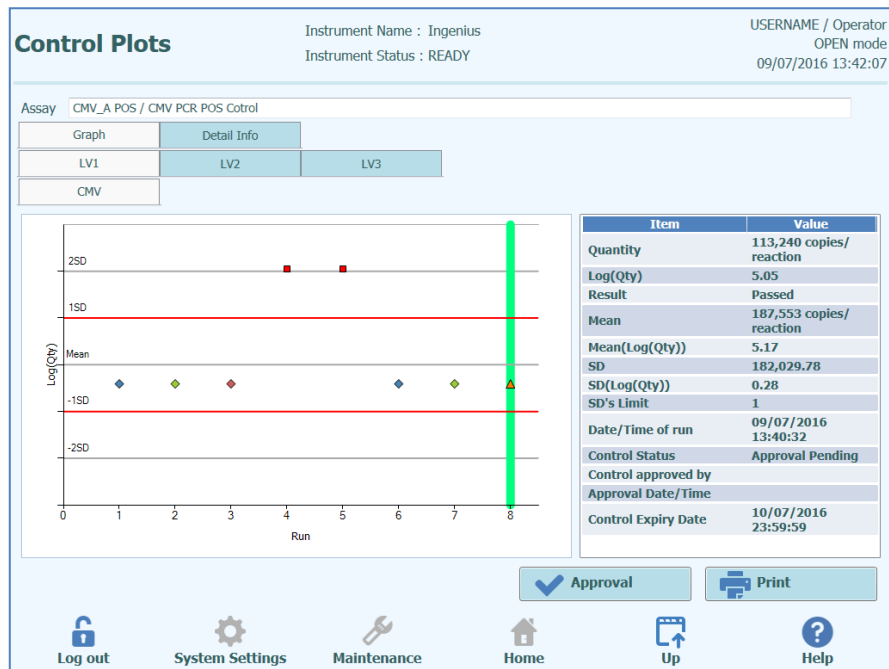 Control Plots
Instrument Name : Ingenius
Instrument Status : READY
USERNAME / Operator
OPEN mode
09/07/2016 13:42:07
Assay CMV_A POS / CMV PCR POS Cotrol
Graph Detail Info
LV1 LV2 LV3
CMV
Log(Qty)
2SD
1SD
Mean
-1SD
-2SD
0 1 2 3 4 5 6 7 8
Run
Item Value
Quantity 113,240 copies/
reaction
Log(Qty) 5.05
Result Passed
Mean 187,553 copies/
reaction
Mean(Log(Qty)) 5.17
SD 182,029.78
SD(Log(Qty)) 0.28
SD's Limit 1
Date/Time of run 09/07/2016
13:40:32
Control Status Approval Pending
Control approved by
Approval Date/Time
Control Expiry Date 10/07/2016
23:59:59
Approval Print
Log out System Settings Maintenance Home Up Help